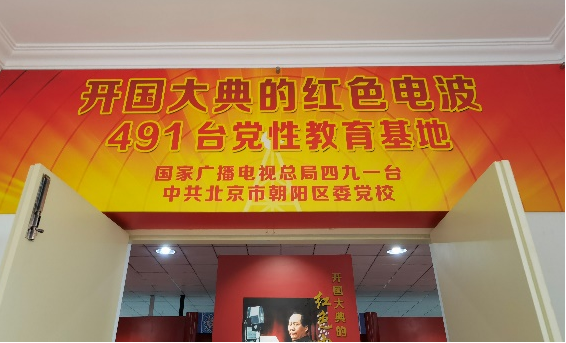 开国大典的红色电波
491台党性教育基地
国家广播电视总局四九一台
中共北京市朝阳区委党校
开国大典的
红色